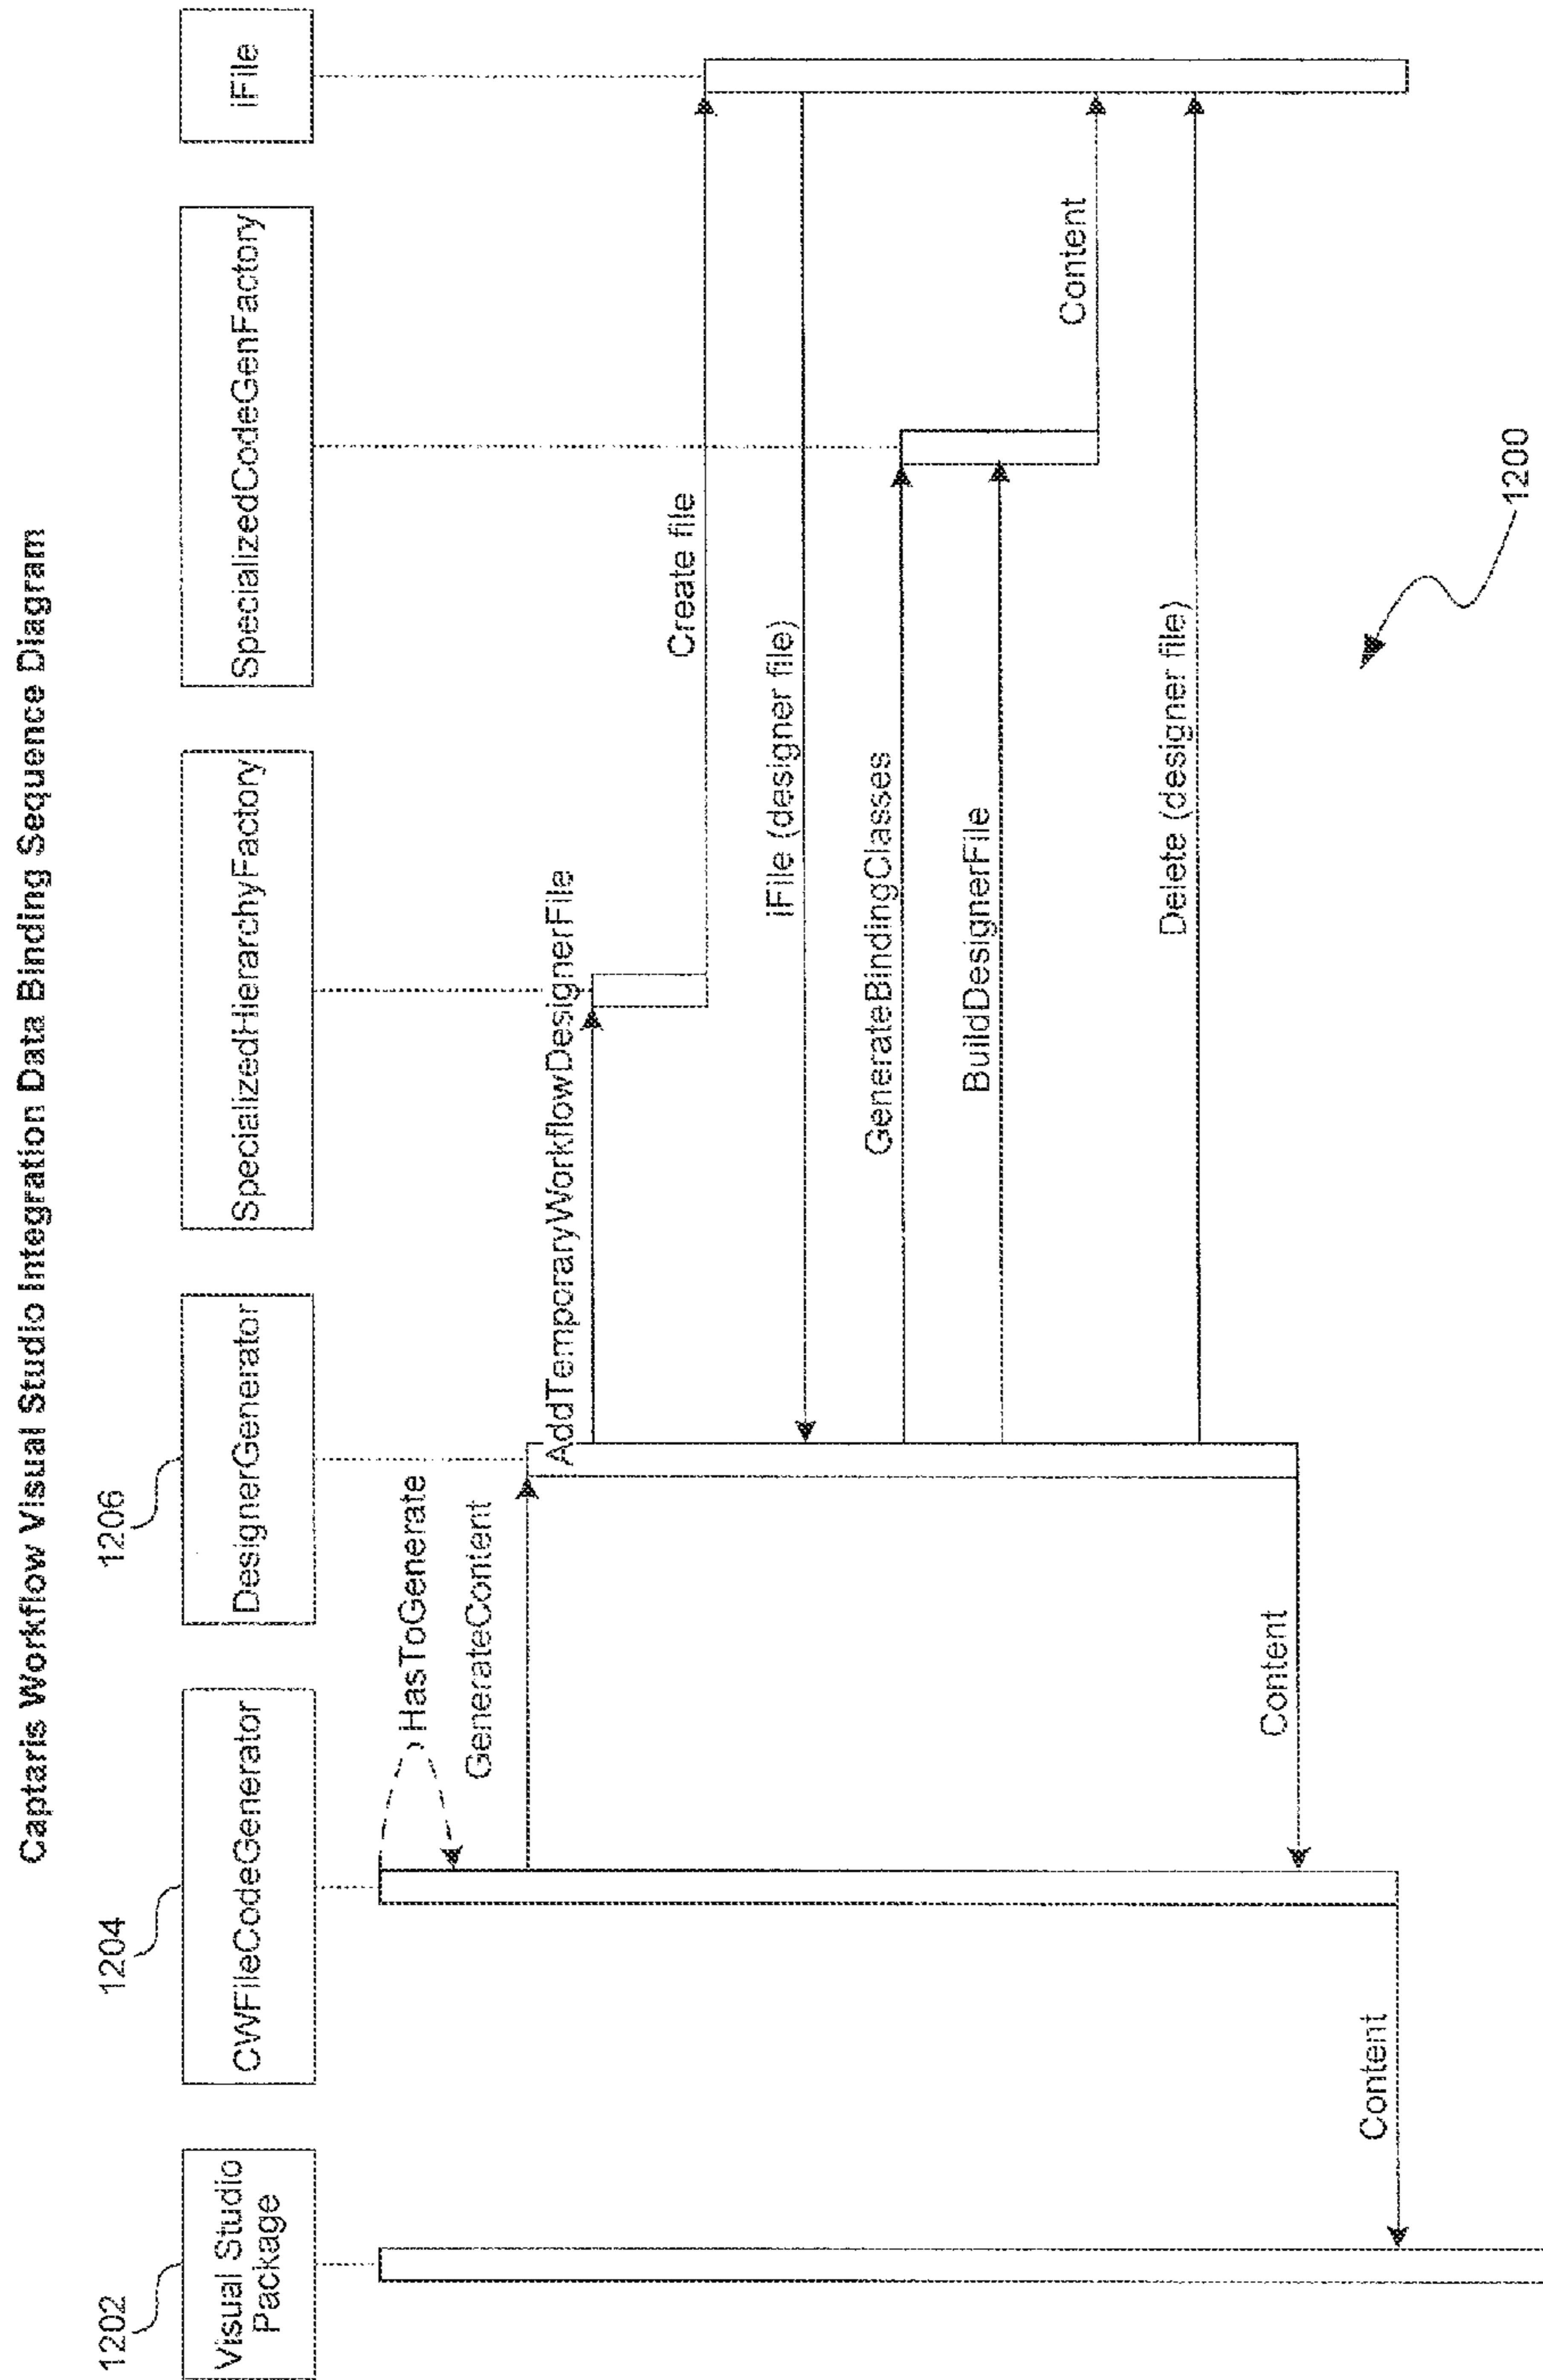 Captaris Workflow Visual Studio Integration Data Binding Sequence Diagram
1202
1204
1206
Visual Studio
Package
CWFileCodeGenerator
DesignerGenerator
SpecializedHierarchyFactory
SpecializedCodeGenFactory
iFile
HasToGenerate
GenerateContent
AddTemporaryWorkflowDesignerFile
Create file
iFile (designer file)
GenerateBindingClasses
BuildDesignerFile
Content
Delete (designer file)
Content
Content
1200